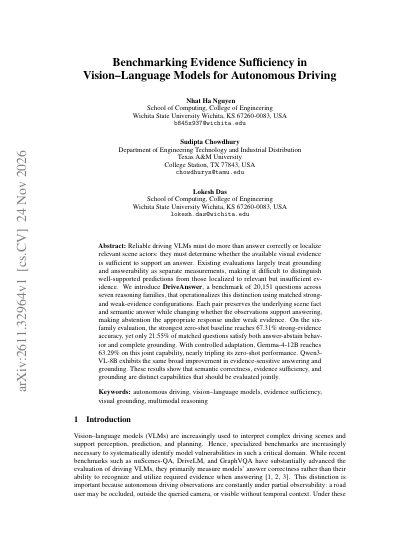 Benchmarking Evidence Sufficiency in
Vision–Language Models for Autonomous Driving
Nhat Ha Nguyen
School of Computing, College of Engineering
Wichita State University Wichita, KS 67260-0083, USA
b845x937@wichita.edu
Sudipta Chowdhury
Department of Engineering Technology and Industrial Distribution
Texas A&M University
College Station, TX 77843, USA
chowdhurys@tamu.edu
Lokesh Das
School of Computing, College of Engineering
Wichita State University Wichita, KS 67260-0083, USA
lokesh.das@wichita.edu
arXiv:2611.32964v1 [cs.CV] 24 Nov 2026
Abstract: Reliable driving VLMs must do more than answer correctly or localize
relevant scene actors: they must determine whether the available visual evidence
is sufficient to support an answer. Existing evaluations largely treat grounding
and answerability as separate measurements, making it difficult to distinguish
well-supported predictions from those localized to relevant but insufficient ev-
idence. We introduce DriveAnswer, a benchmark of 20,151 questions across
seven reasoning families, that operationalizes this distinction using matched strong-
and weak-evidence configurations. Each pair preserves the underlying scene fact
and semantic answer while changing whether the observations support answering,
making abstention the appropriate response under weak evidence. On the six-
family evaluation, the strongest zero-shot baseline reaches 67.31% strong-evidence
accuracy, yet only 21.55% of matched questions satisfy both answer-abstain behav-
ior and complete grounding. With controlled adaptation, Gemma-4-12B reaches
63.29% on this joint capability, nearly tripling its zero-shot performance. Qwen3-
VL-8B exhibits the same broad improvement in evidence-sensitive answering and
grounding. These results show that semantic correctness, evidence sufficiency, and
grounding are distinct capabilities that should be evaluated jointly.
Keywords: autonomous driving, vision–language models, evidence sufficiency,
visual grounding, multimodal reasoning
1 Introduction
Vision–language models (VLMs) are increasingly used to interpret complex driving scenes and
support perception, prediction, and planning. Hence, specialized benchmarks are increasingly
necessary to systematically identify model vulnerabilities in such a critical domain. While
recent benchmarks such as nuScenes-QA, DriveLM, and GraphVQA have substantially advanced the
evaluation of driving VLMs, they primarily measure models' answer correctness rather than their
ability to recognize and utilize required evidence when answering [1, 2, 3]. This distinction is
important because autonomous driving observations are constantly under partial observability: a road
user may be occluded, outside the queried camera, or visible without temporal context. Under these